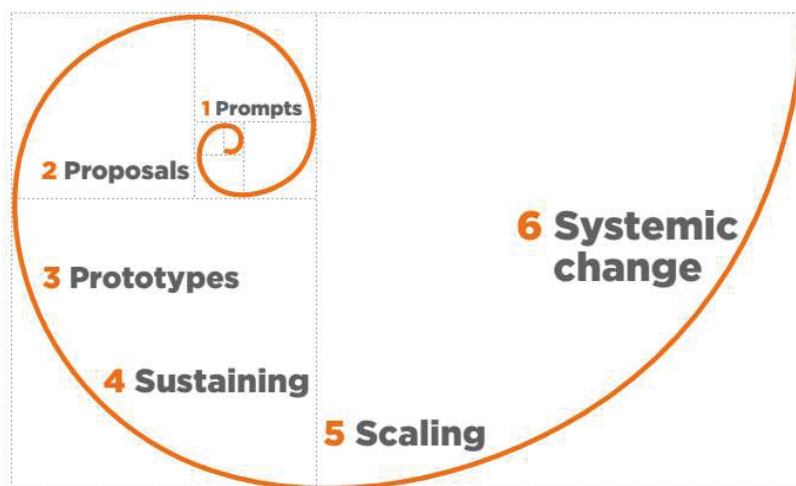 1 Prompts
2 Proposals
3 Prototypes
4 Sustaining
5 Scaling
6 Systemic
change